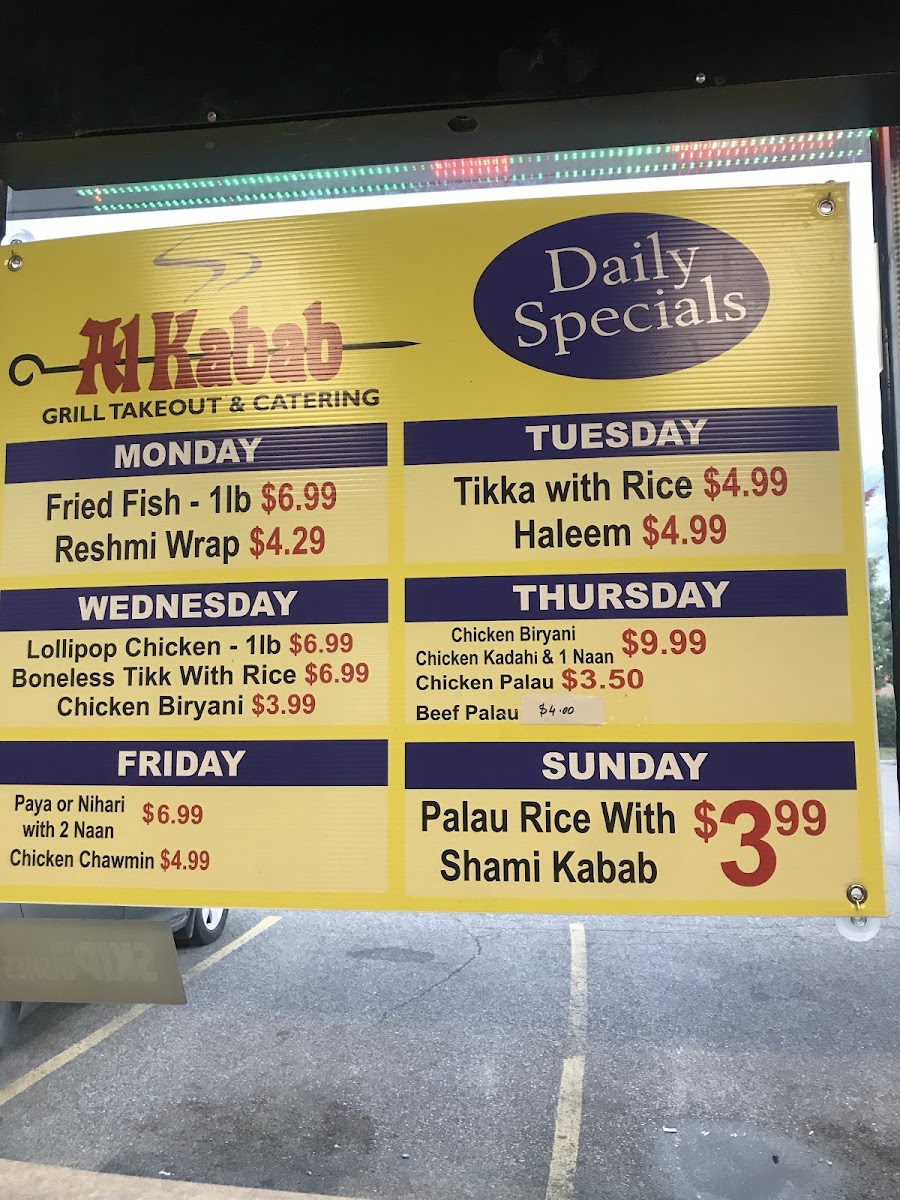 A1 Kabab
GRILL TAKEOUT & CATERING
Daily
Specials
MONDAY
Fried Fish - 1lb $6.99
Reshmi Wrap $4.29
TUESDAY
Tikka with Rice $4.99
Haleem $4.99
WEDNESDAY
Lollipop Chicken - 1lb $6.99
Boneless Tikk With Rice $6.99
Chicken Biryani $3.99
THURSDAY
Chicken Biryani
Chicken Kadahi & 1 Naan $9.99
Chicken Palau $3.50
Beef Palau $4.00
FRIDAY
Paya or Nihari
with 2 Naan $6.99
Chicken Chawmin $4.99
SUNDAY
Palau Rice With
Shami Kabab $3.99
SKIP THE DISHES